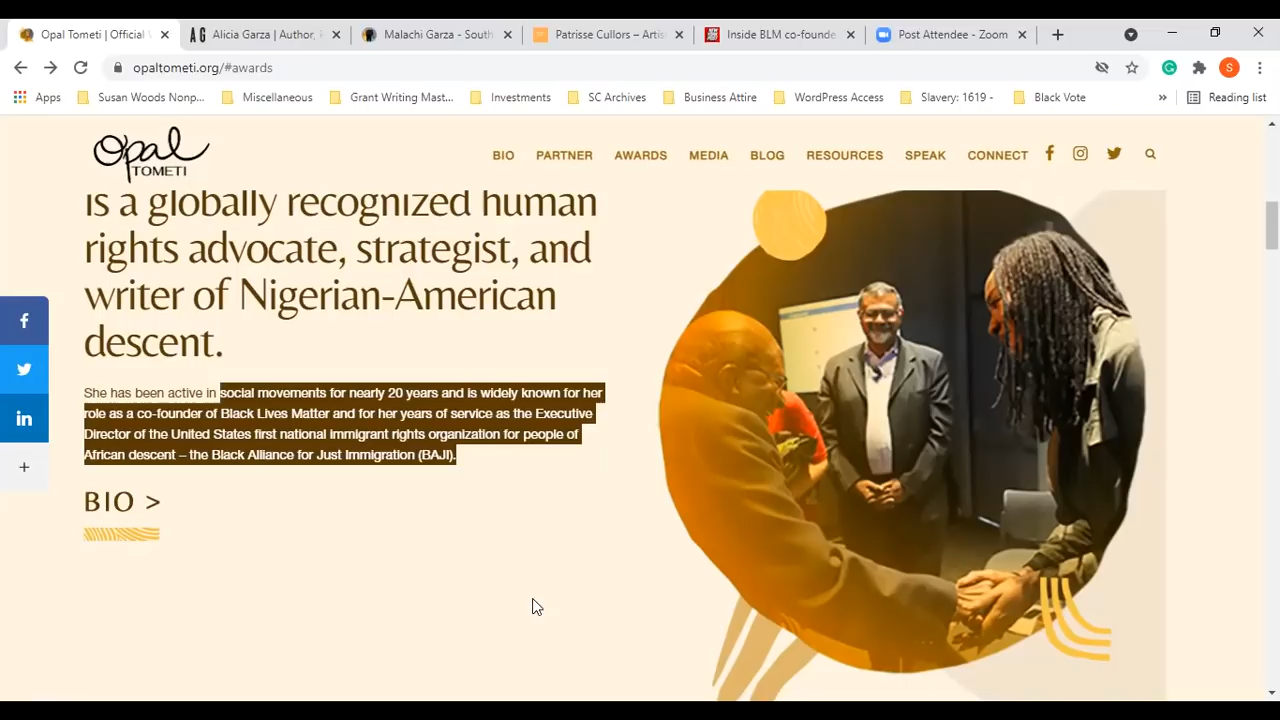 Opal Tometi | Official
Alicia Garza | Author,
Malachi Garza - South
Patrisse Cullors – Artis
Inside BLM co-founde
Post Attendee - Zoom
opaltometi.org/#awards
S
Apps
Susan Woods Nonp...
Miscellaneous
Grant Writing Mast...
Investments
SC Archives
Business Attire
WordPress Access
Slavery: 1619 -
Black Vote
»
Reading list
Opal
TOMETI
BIO PARTNER AWARDS MEDIA BLOG RESOURCES SPEAK CONNECT
is a globally recognized human
rights advocate, strategist, and
writer of Nigerian-American
descent.
She has been active in social movements for nearly 20 years and is widely known for her
role as a co-founder of Black Lives Matter and for her years of service as the Executive
Director of the United States first national immigrant rights organization for people of
African descent – the Black Alliance for Just Immigration (BAJI).
BIO >